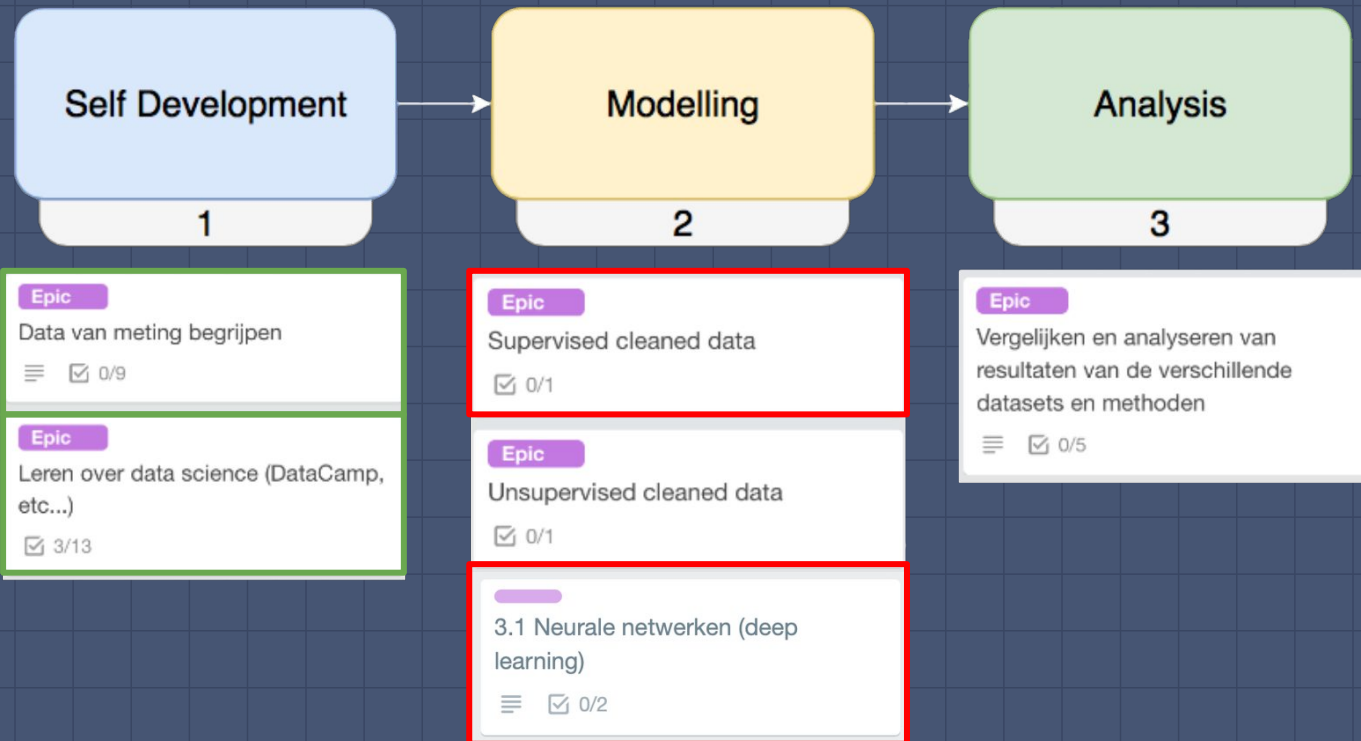 Self Development
1
Epic
Data van meting begrijpen
0/9
Epic
Leren over data science (DataCamp,
etc...)
3/13
Modelling
2
Epic
Supervised cleaned data
0/1
Epic
Unsupervised cleaned data
0/1
3.1 Neurale netwerken (deep
learning)
0/2
Analysis
3
Epic
Vergelijken en analyseren van
resultaten van de verschillende
datasets en methoden
0/5